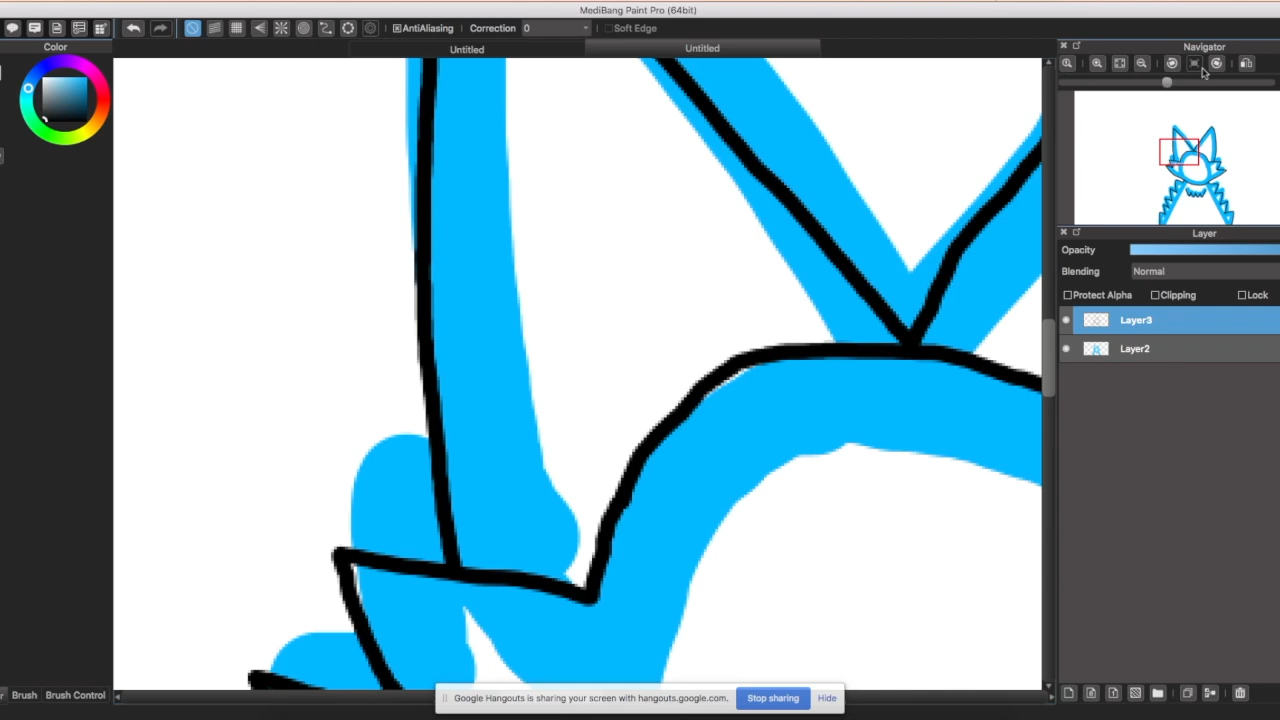 MediBang Paint Pro (64bit)
AntiAliasing Correction 0 Soft Edge
Color
Untitled
Untitled
Navigator
Layer
Opacity
Blending Normal
Protect Alpha Clipping Lock
Layer3
Layer2
Brush Brush Control
Google Hangouts is sharing your screen with hangouts.google.com. Stop sharing Hide